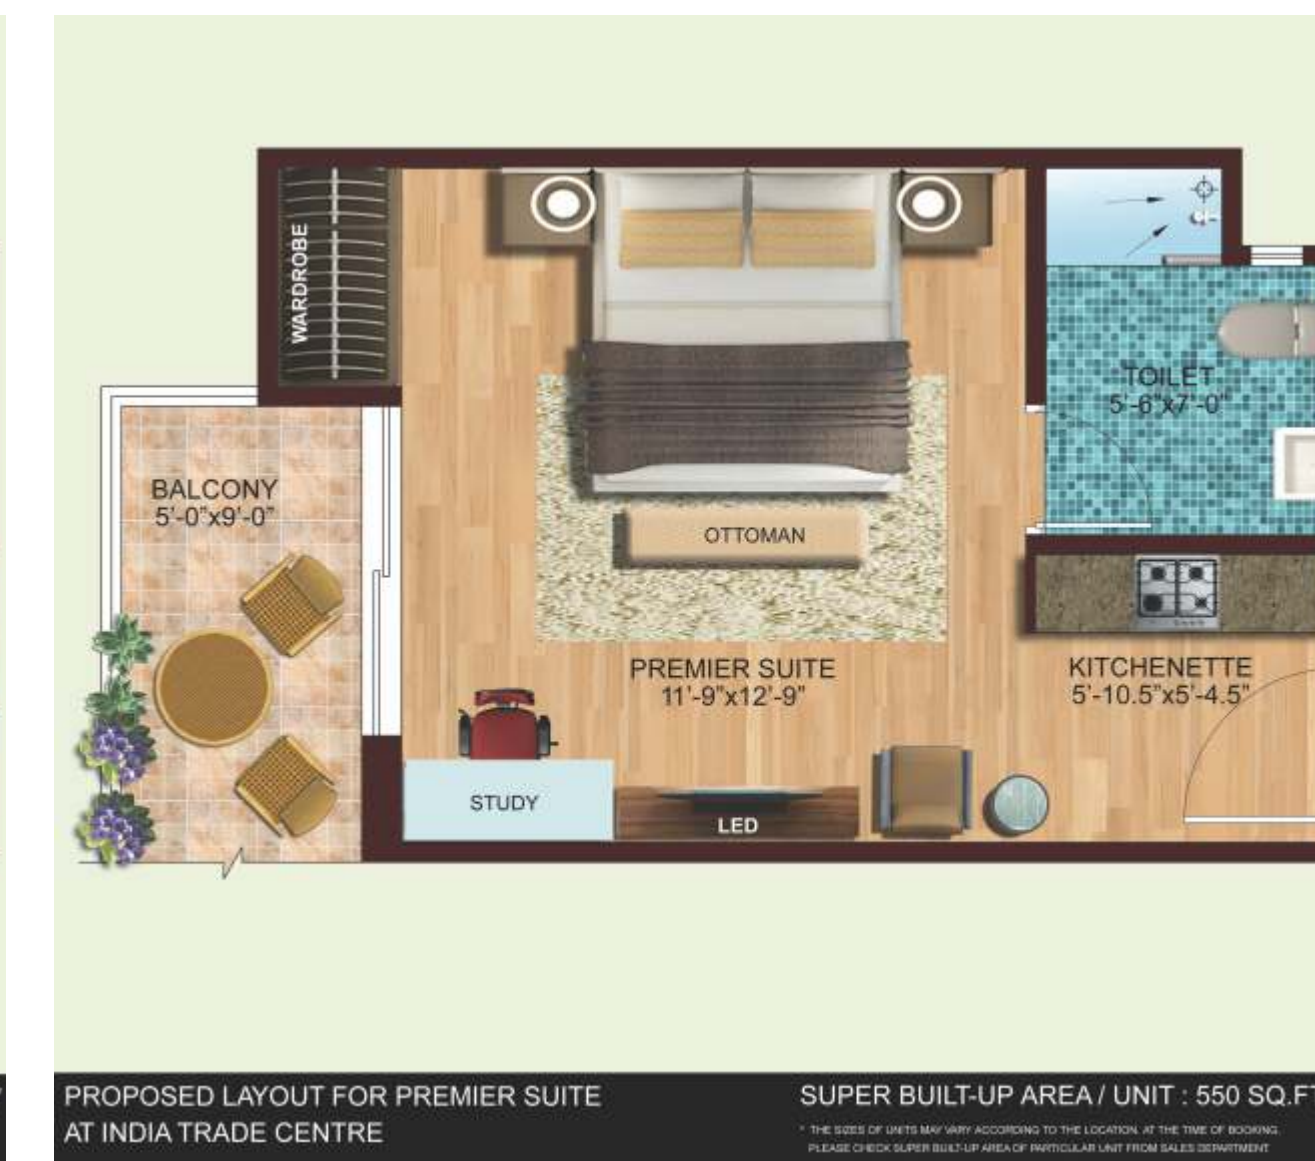 WARDROBE
TOILET
5'-6"x7'-0"
BALCONY
5'-0"x9'-0"
OTTOMAN
PREMIER SUITE
11'-9"x12'-9"
KITCHENETTE
5'-10.5"x5'-4.5"
STUDY
LED
PROPOSED LAYOUT FOR PREMIER SUITE
AT INDIA TRADE CENTRE
SUPER BUILT-UP AREA / UNIT : 550 SQ.F
* THE SIZES OF UNITS MAY VARY ACCORDING TO THE LOCATION. AT THE TIME OF BOOKING,
PLEASE CHECK SUPER BUILT-UP AREA OF PARTICULAR UNIT FROM SALES DEPARTMENT